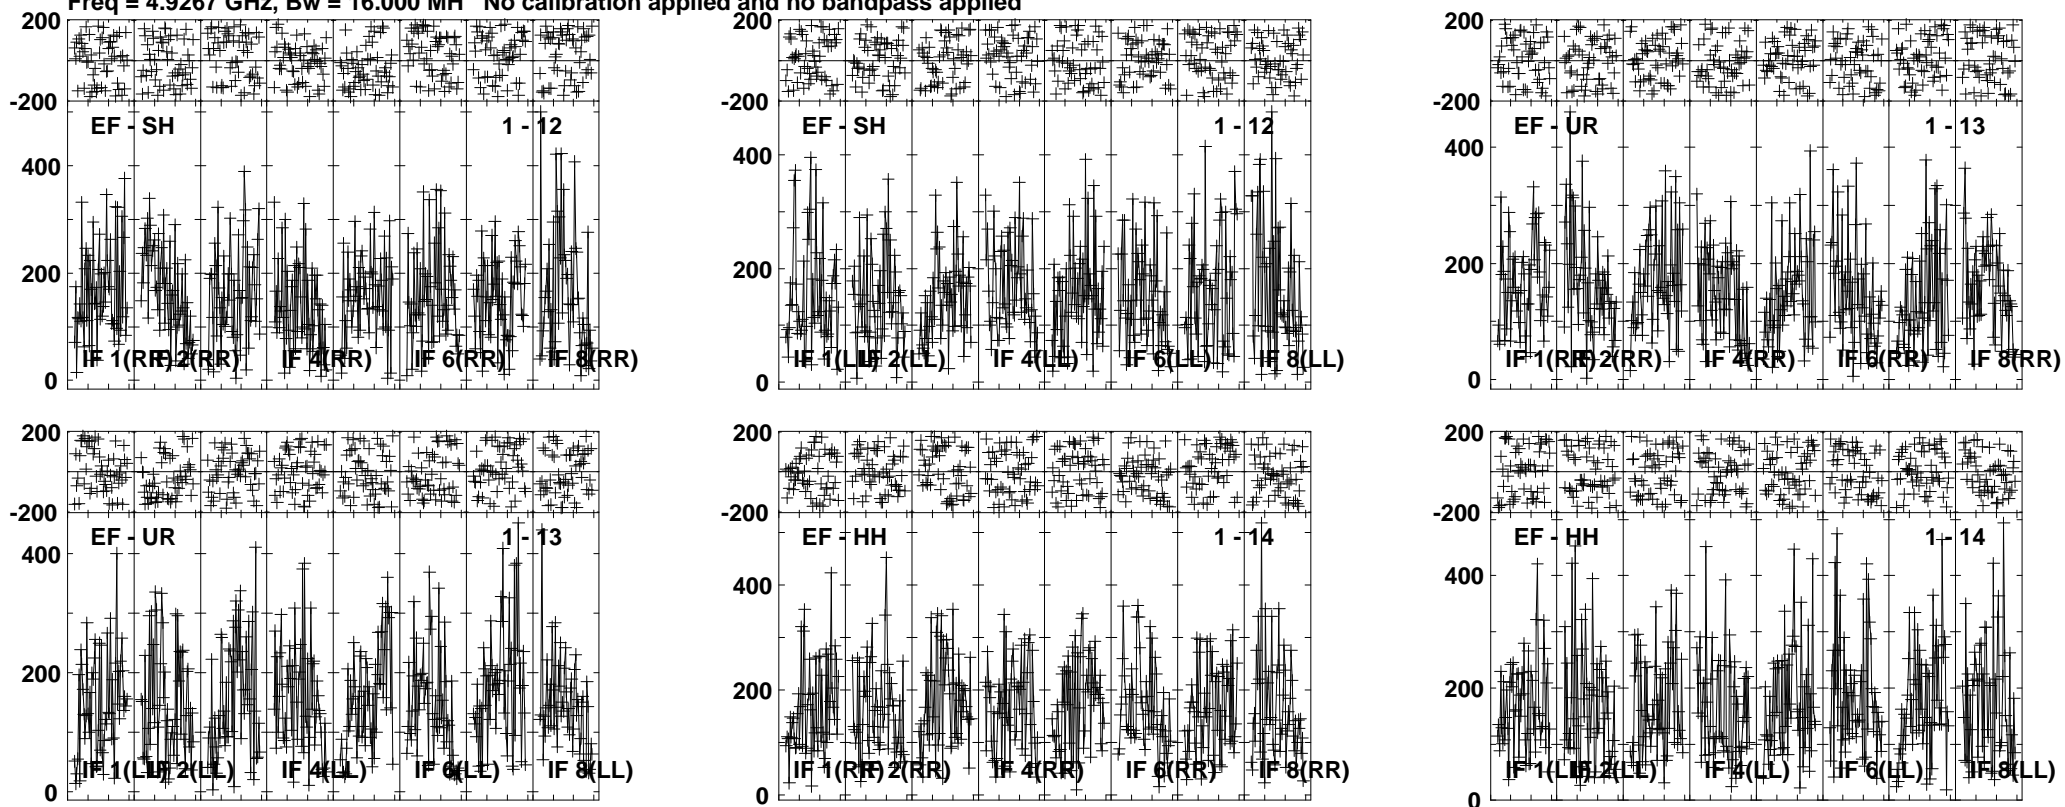 Freq = 4.9267 GHz, Bw = 16.000 MH No calibration applied and no bandpass applied
200
-200
EF - SH 1 - 12
400
200
0
IF 1(RR) IF 2(RR) IF 4(RR) IF 6(RR) IF 8(RR)
200
-200
EF - SH 1 - 12
400
200
0
IF 1(LL) IF 2(LL) IF 4(LL) IF 6(LL) IF 8(LL)
200
-200
EF - UR 1 - 13
400
200
0
IF 1(RR) IF 2(RR) IF 4(RR) IF 6(RR) IF 8(RR)
200
-200
EF - UR 1 - 13
400
200
0
IF 1(LL) IF 2(LL) IF 4(LL) IF 6(LL) IF 8(LL)
200
-200
EF - HH 1 - 14
400
200
0
IF 1(RR) IF 2(RR) IF 4(RR) IF 6(RR) IF 8(RR)
200
-200
EF - HH 1 - 14
400
200
0
IF 1(LL) IF 2(LL) IF 4(LL) IF 6(LL) IF 8(LL)